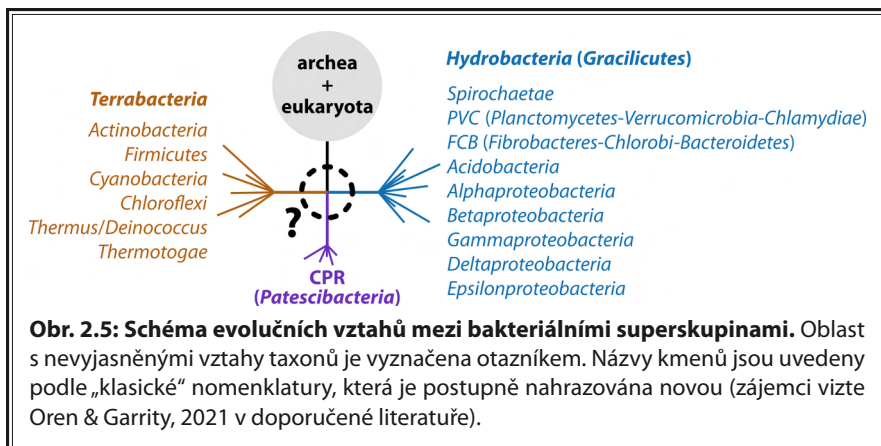 archea
+
eukaryota
Terrabacteria
Actinobacteria
Firmicutes
Cyanobacteria
Chloroflexi
Thermus/Deinococcus
Thermotogae
?
CPR
(Patescibacteria)
Hydrobacteria (Gracilicutes)
Spirochaetae
PVC (Planctomycetes-Verrucomicrobia-Chlamydiae)
FCB (Fibrobacteres-Chlorobi-Bacteroidetes)
Acidobacteria
Alphaproteobacteria
Betaproteobacteria
Gammaproteobacteria
Deltaproteobacteria
Epsilonproteobacteria
Obr. 2.5: Schéma evolučních vztahů mezi bakteriálními superskupinami. Oblast
s nevyjasněnými vztahy taxonů je vyznačena otazníkem. Názvy kmenů jsou uvedeny
podle „klasické“ nomenklatury, která je postupně nahrazována novou (zájemci vizte
Oren & Garrity, 2021 v doporučené literatuře).